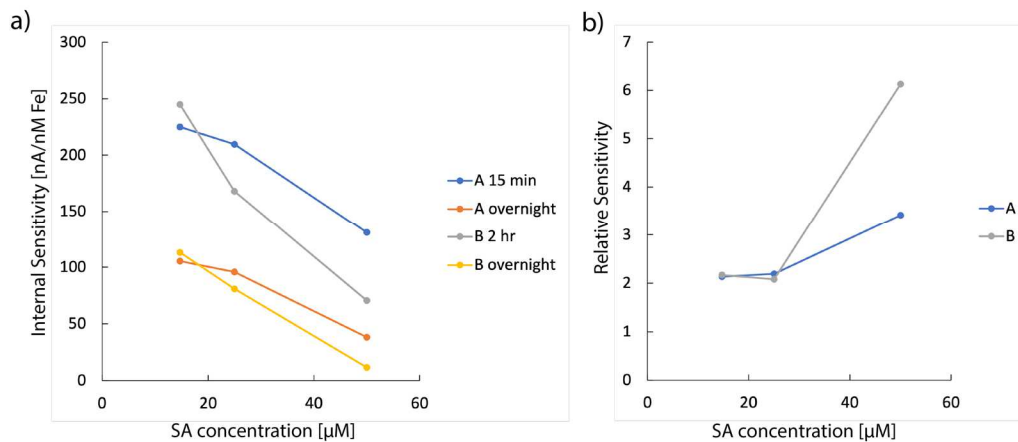 a)
Internal Sensitivity [nA/nM Fe]
300
250
200
150
100
50
0
0 20 40 60
SA concentration [µM]
A 15 min
A overnight
B 2 hr
B overnight
b)
Relative Sensitivity
7
6
5
4
3
2
1
0
0 20 40 60
SA concentration [µM]
A
B